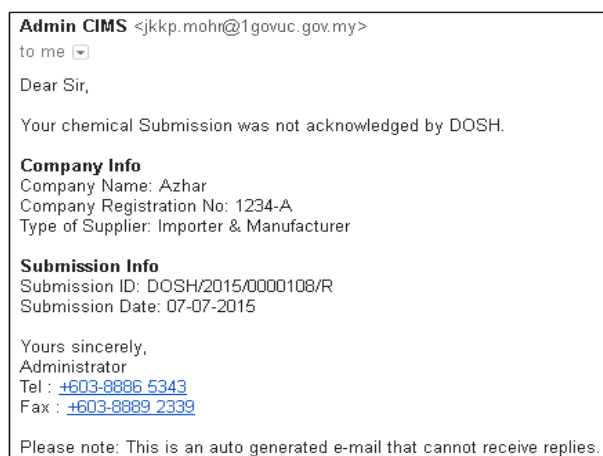 Admin CIMS <jkkp.mohr@1govuc.gov.my>
to me
Dear Sir,
Your chemical Submission was not acknowledged by DOSH.
Company Info
Company Name: Azhar
Company Registration No: 1234-A
Type of Supplier: Importer & Manufacturer
Submission Info
Submission ID: DOSH/2015/0000108/R
Submission Date: 07-07-2015
Yours sincerely,
Administrator
Tel : +603-8886 5343
Fax : +603-8889 2339
Please note: This is an auto generated e-mail that cannot receive replies.